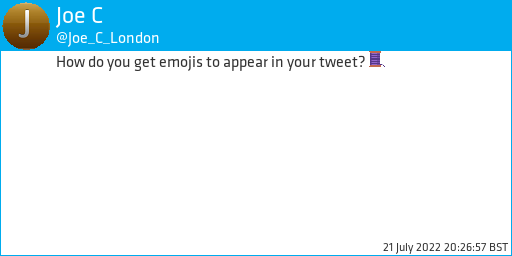 J
Joe C
@Joe_C_London
How do you get emojis to appear in your tweet? 🧵
21 July 2022 20:26:57 BST